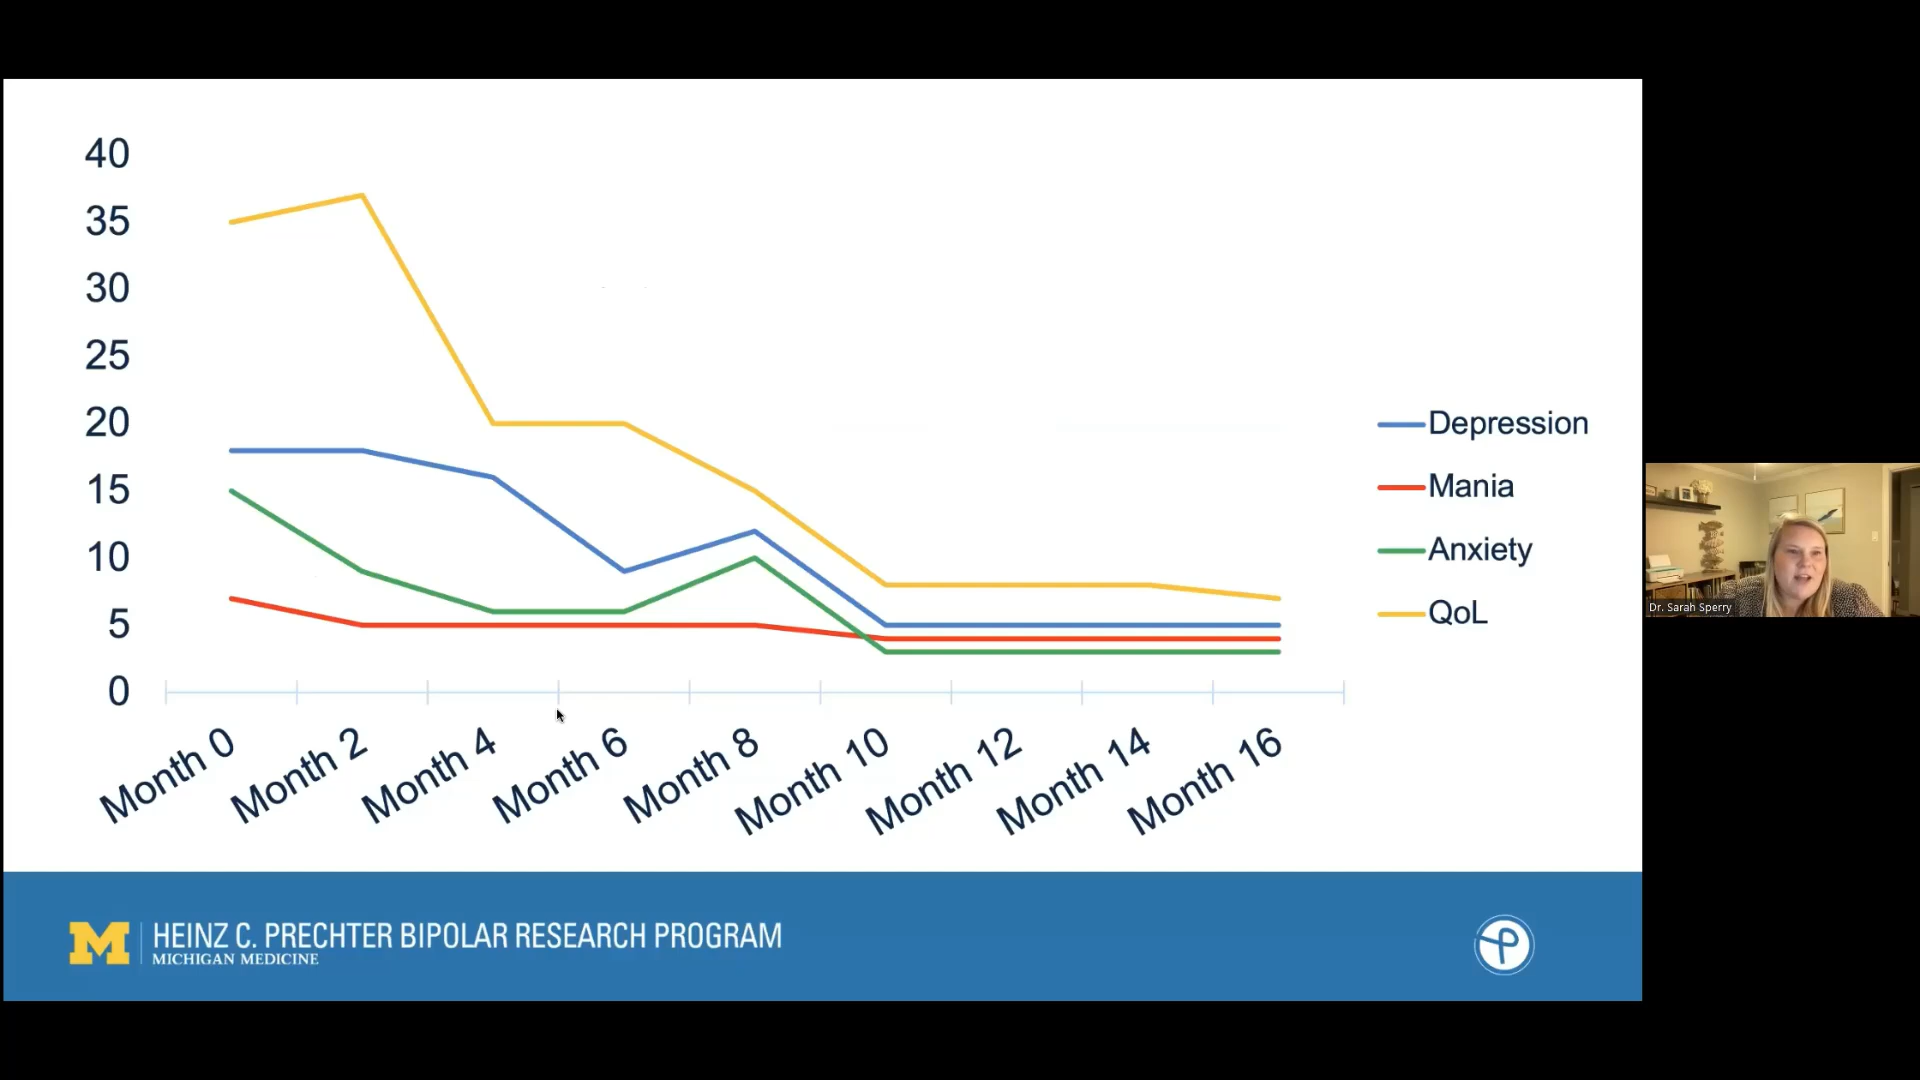 40
35
30
25
20
15
10
5
0
Month 0
Month 2
Month 4
Month 6
Month 8
Month 10
Month 12
Month 14
Month 16
Depression
Mania
Anxiety
QoL
Dr. Sarah Sperry
M HEINZ C. PRECHTER BIPOLAR RESEARCH PROGRAM
MICHIGAN MEDICINE
P